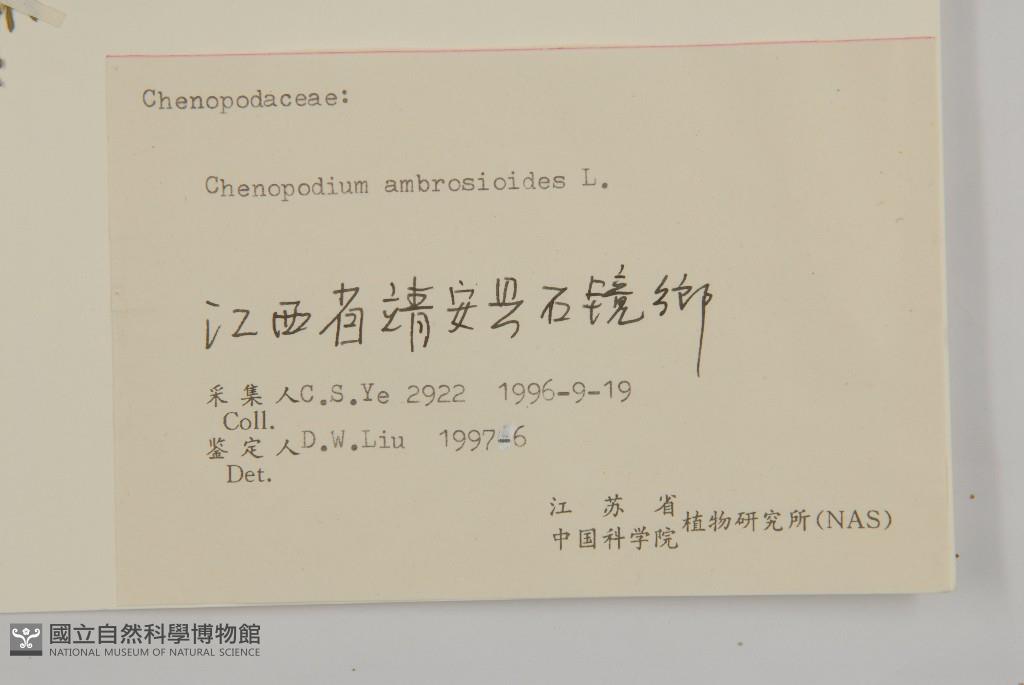 Chenopodaceae:
Chenopodium ambrosioides L.
江西省靖安县石镜鄉
采集人C.S.Ye 2922 1996-9-19
Coll.
鉴定人D.W.Liu 1997-6
Det.
江苏省
中国科学院
植物研究所(NAS)
國立自然科學博物館
NATIONAL MUSEUM OF NATURAL SCIENCE